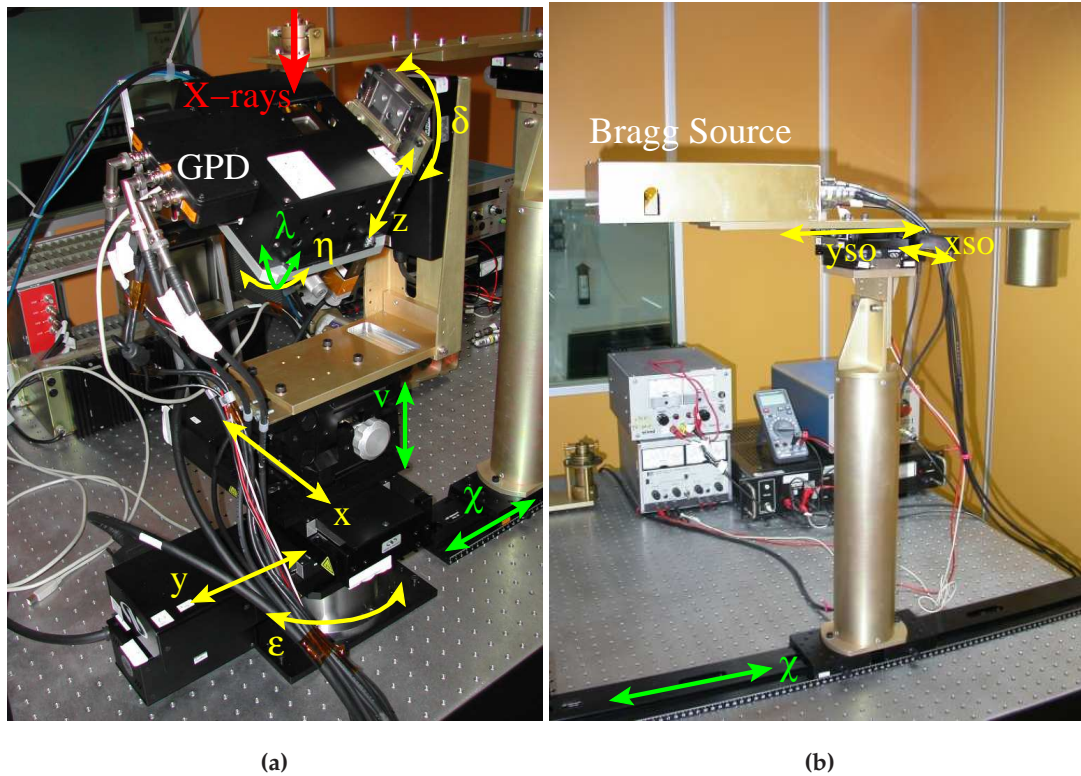 X–rays
δ
GPD
z
λ
η
v
x
χ
y
ε
Bragg Source
yso
xso
χ
(a)
(b)